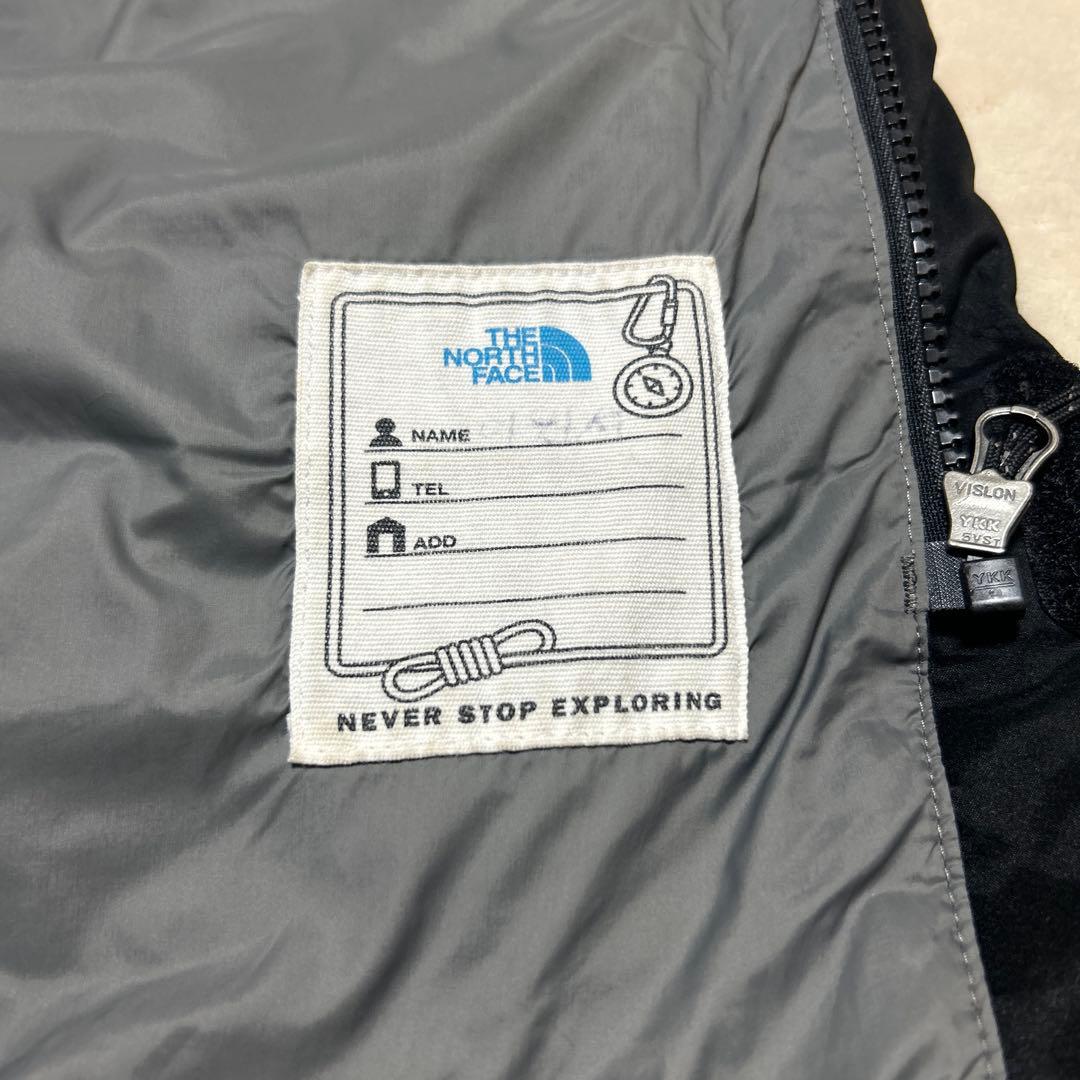 THE
NORTH
FACE
NAME
TEL
ADD
NEVER STOP EXPLORING
VISLON
YKK
5VST
YKK